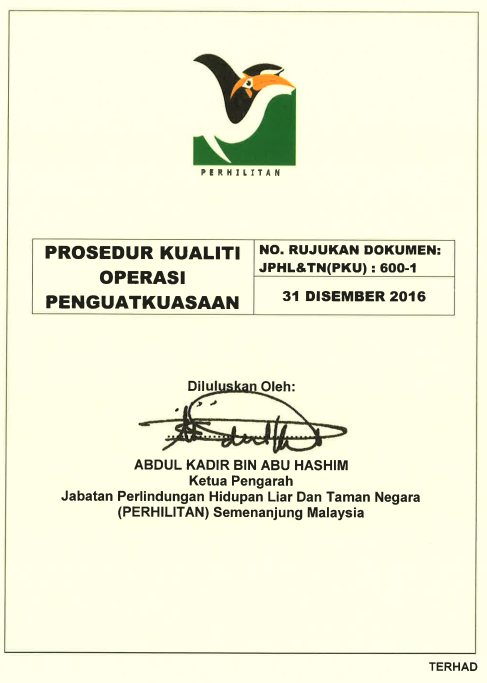 PERHILITAN
PROSEDUR KUALITI
OPERASI
PENGUATKUASAAN
NO. RUJUKAN DOKUMEN:
JPHL&TN(PKU) : 600-1
31 DISEMBER 2016
Diluluskan Oleh:
ABDUL KADIR BIN ABU HASHIM
Ketua Pengarah
Jabatan Perlindungan Hidupan Liar Dan Taman Negara
(PERHILITAN) Semenanjung Malaysia
TERHAD